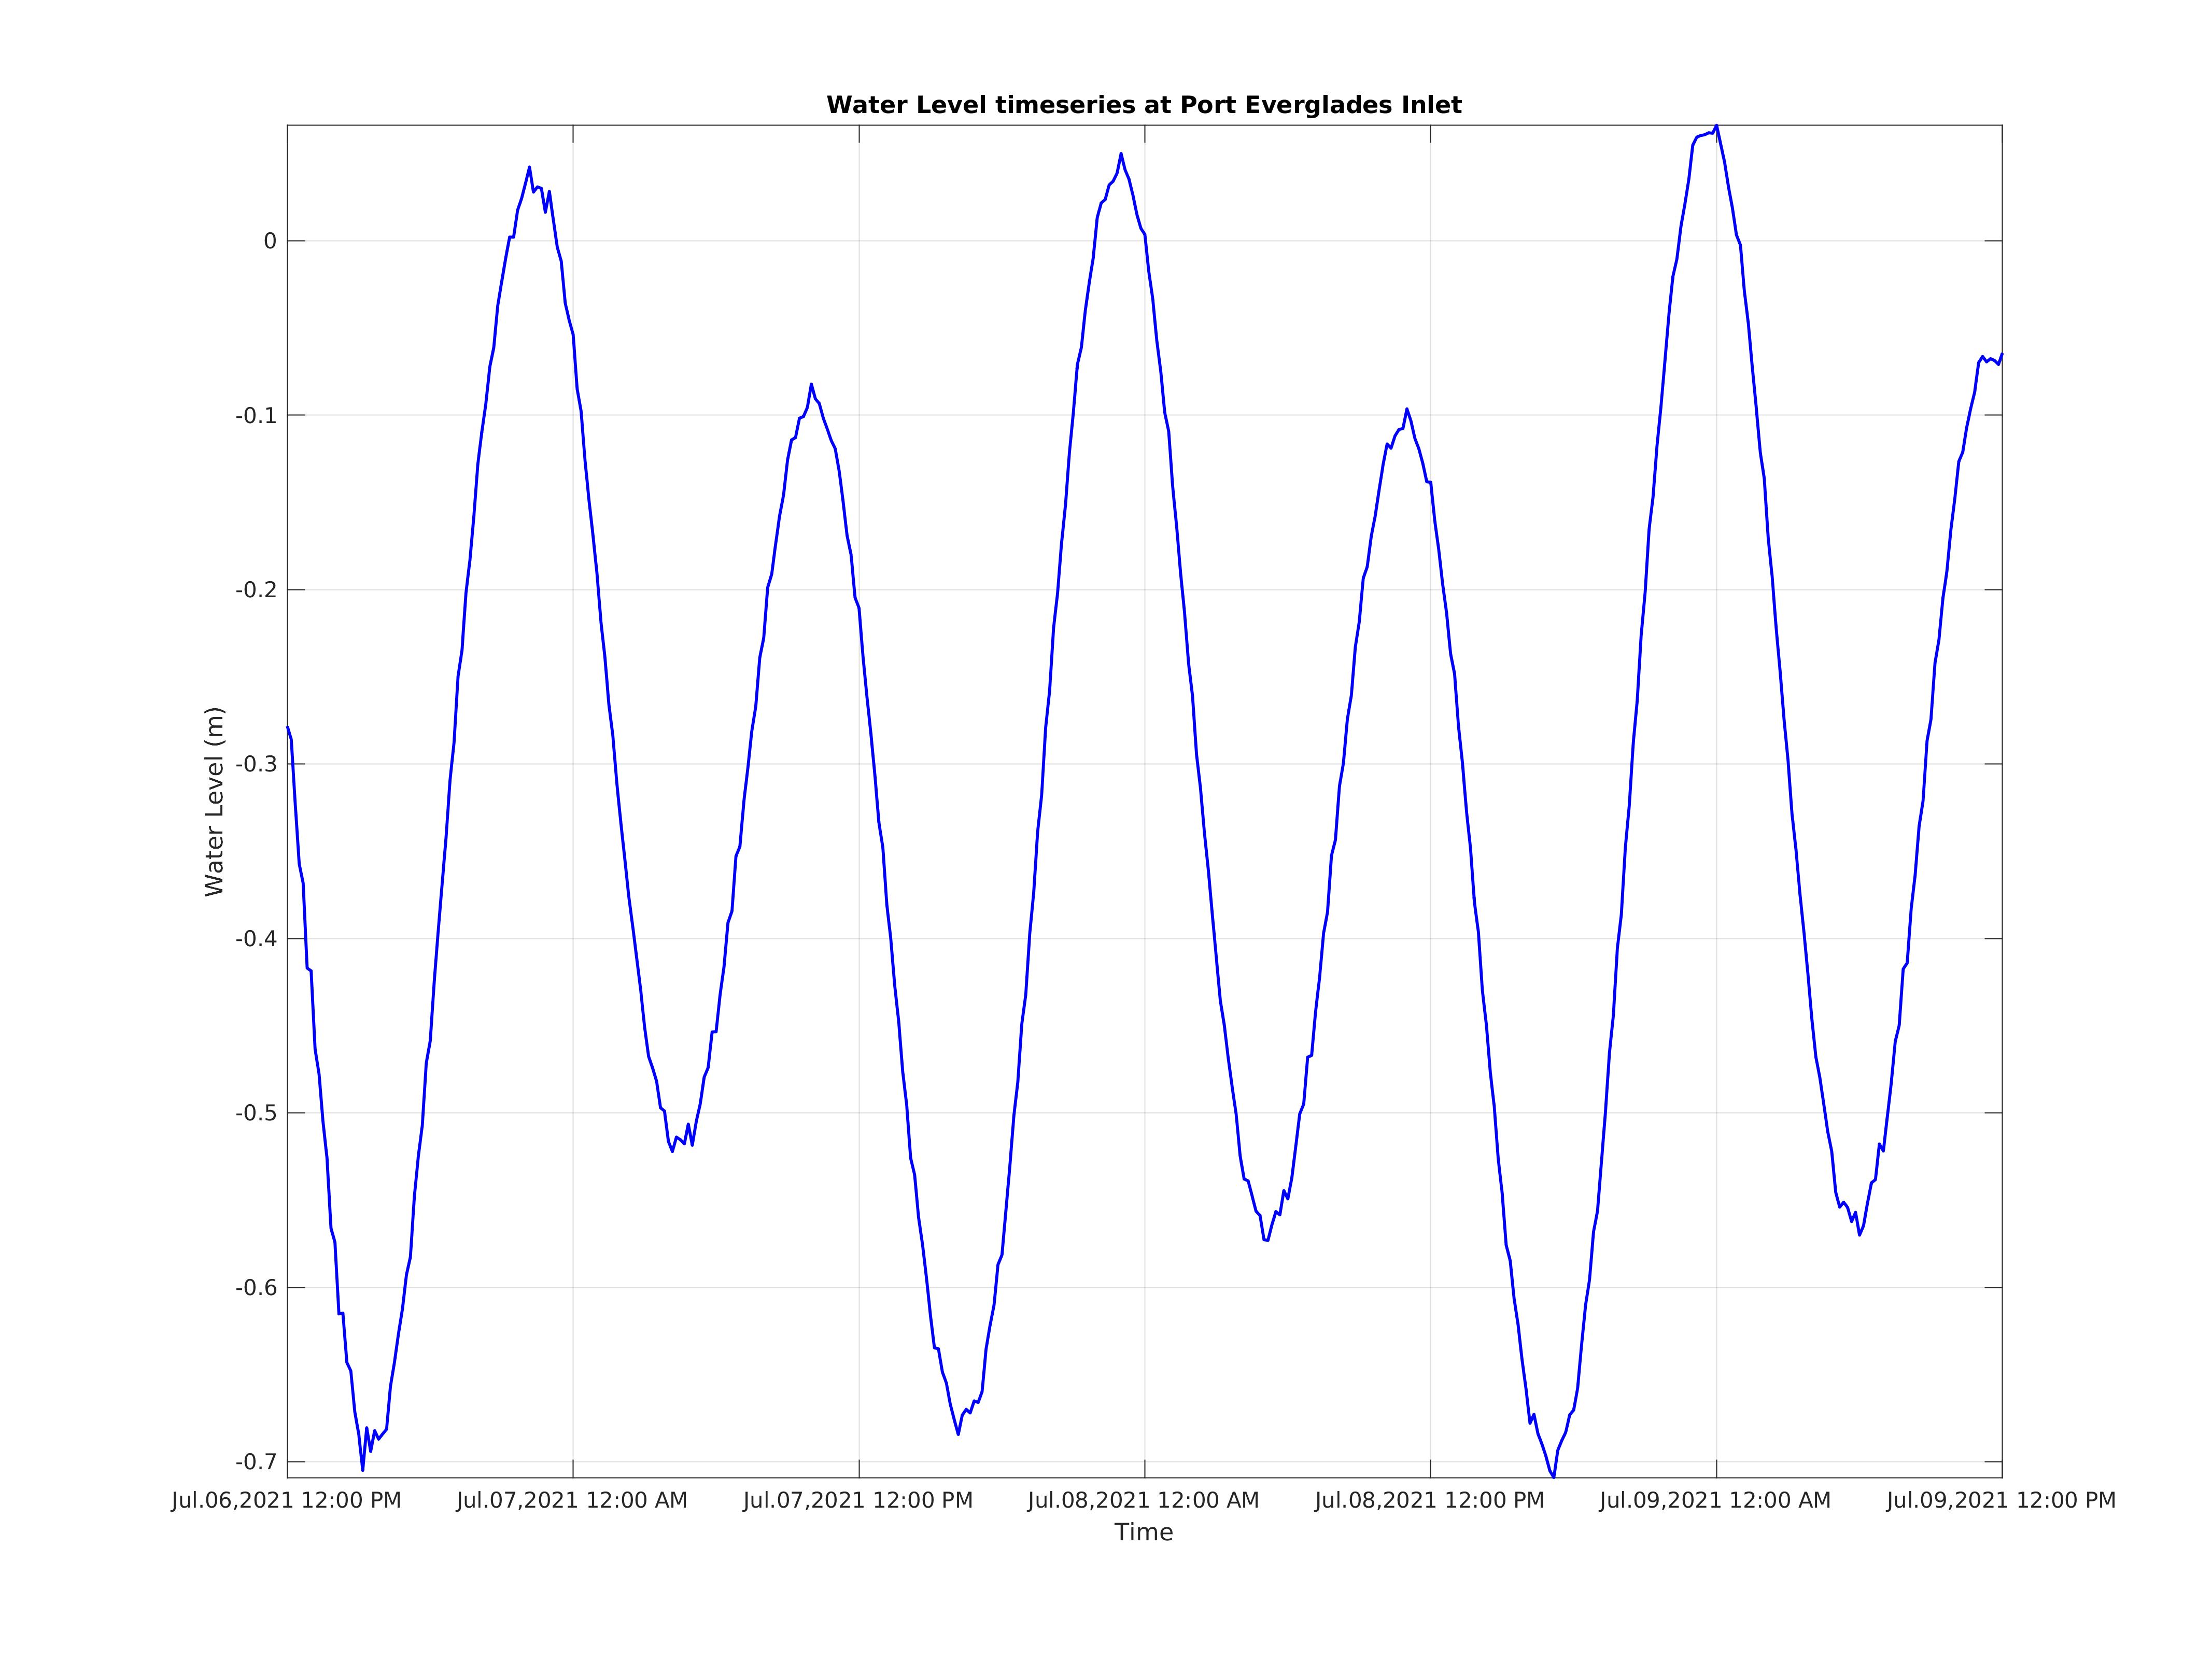 Water Level timeseries at Port Everglades Inlet
Water Level (m)
0
-0.1
-0.2
-0.3
-0.4
-0.5
-0.6
-0.7
Jul.06,2021 12:00 PM Jul.07,2021 12:00 AM Jul.07,2021 12:00 PM Jul.08,2021 12:00 AM Jul.08,2021 12:00 PM Jul.09,2021 12:00 AM Jul.09,2021 12:00 PM
Time